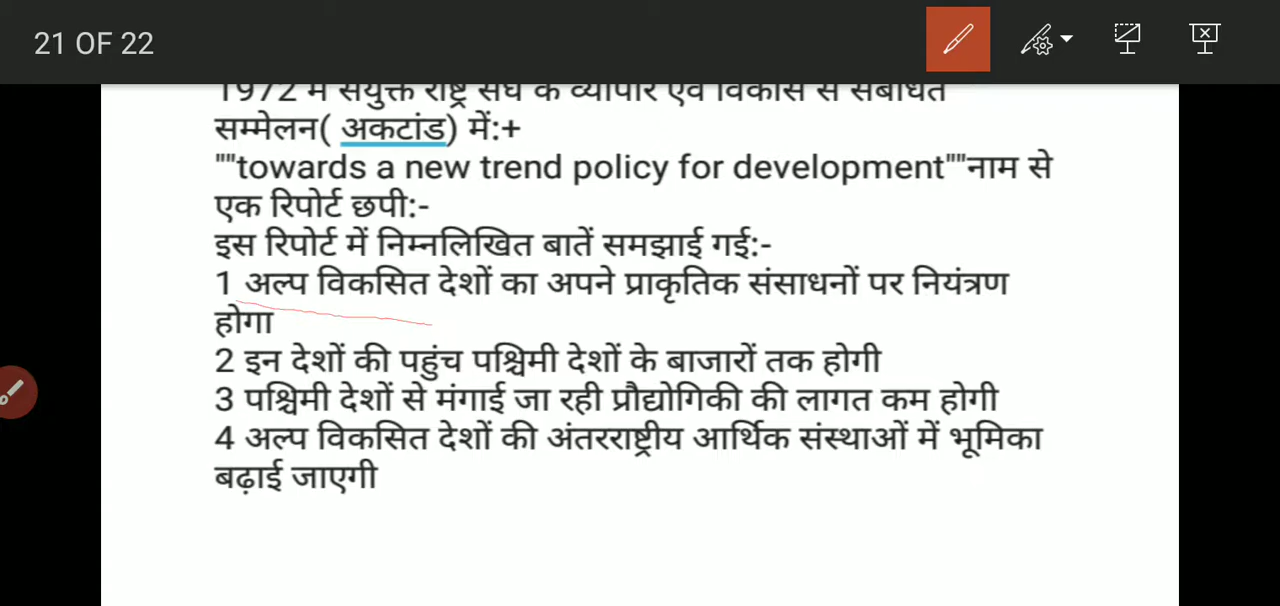 21 OF 22
1972 में संयुक्त राष्ट्र संघ के व्यापार एवं विकास से संबंधित
सम्मेलन( अकटांड) में:+
""towards a new trend policy for development""नाम से
एक रिपोर्ट छपी:-
इस रिपोर्ट में निम्नलिखित बातें समझाई गई:-
1 अल्प विकसित देशों का अपने प्राकृतिक संसाधनों पर नियंत्रण
होगा
2 इन देशों की पहुंच पश्चिमी देशों के बाजारों तक होगी
3 पश्चिमी देशों से मंगाई जा रही प्रौद्योगिकी की लागत कम होगी
4 अल्प विकसित देशों की अंतरराष्ट्रीय आर्थिक संस्थाओं में भूमिका
बढ़ाई जाएगी